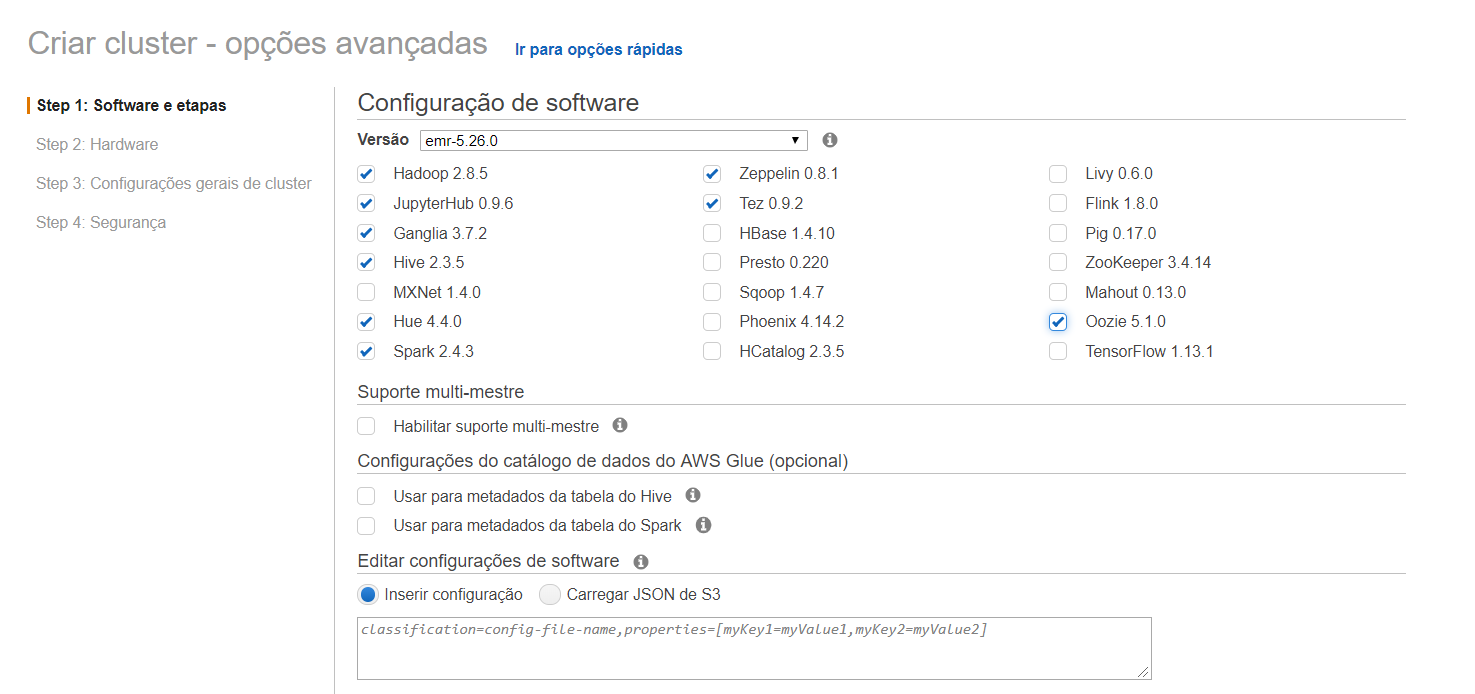 Criar cluster - opções avançadas Ir para opções rápidas
Step 1: Software e etapas
Step 2: Hardware
Step 3: Configurações gerais de cluster
Step 4: Segurança
Configuração de software
Versão emr-5.26.0
Hadoop 2.8.5 Zeppelin 0.8.1 Livy 0.6.0
JupyterHub 0.9.6 Tez 0.9.2 Flink 1.8.0
Ganglia 3.7.2 HBase 1.4.10 Pig 0.17.0
Hive 2.3.5 Presto 0.220 ZooKeeper 3.4.14
MXNet 1.4.0 Sqoop 1.4.7 Mahout 0.13.0
Hue 4.4.0 Phoenix 4.14.2 Oozie 5.1.0
Spark 2.4.3 HCatalog 2.3.5 TensorFlow 1.13.1
Suporte multi-mestre
Habilitar suporte multi-mestre
Configurações do catálogo de dados do AWS Glue (opcional)
Usar para metadados da tabela do Hive
Usar para metadados da tabela do Spark
Editar configurações de software
Inserir configuração Carregar JSON de S3
classification=config-file-name,properties=[myKey1=myValue1,myKey2=myValue2]